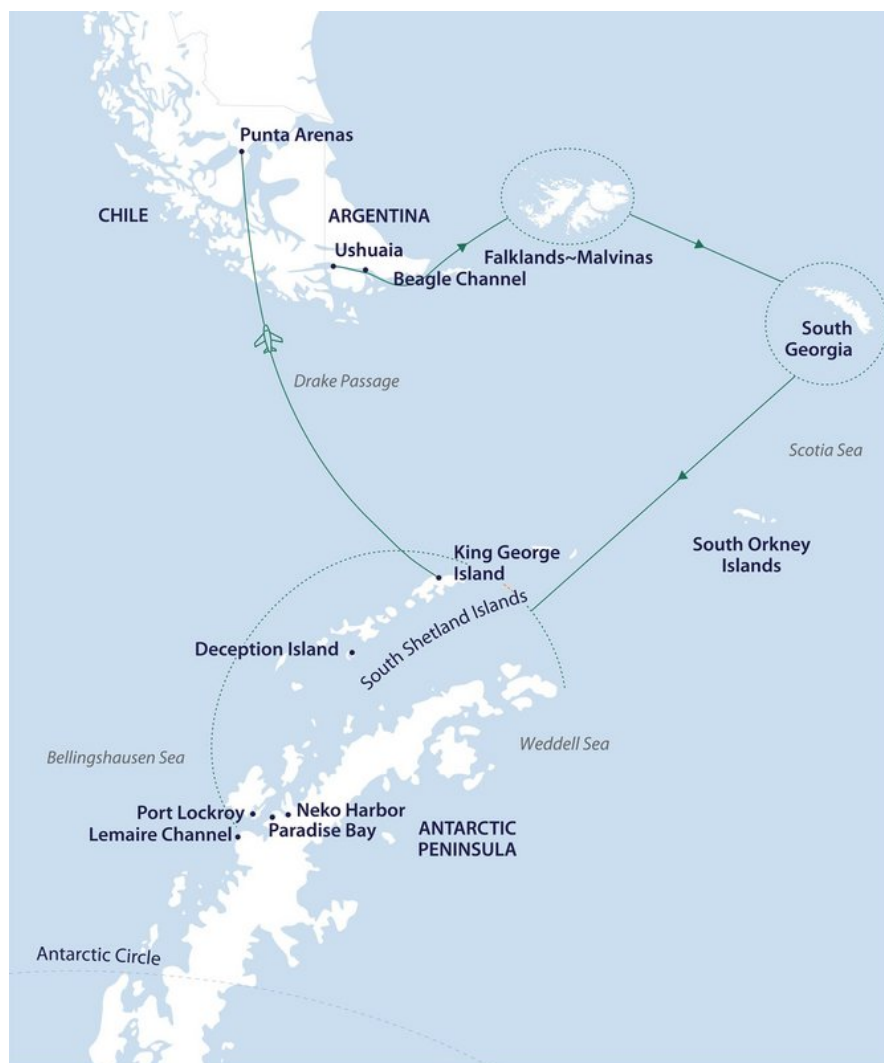 Punta Arenas
CHILE
ARGENTINA
Ushuaia
Beagle Channel
Falklands~Malvinas
South
Georgia
Drake Passage
Scotia Sea
South Orkney
Islands
King George
Island
South Shetland Islands
Deception Island
Weddell Sea
Bellingshausen Sea
Port Lockroy
Neko Harbor
Lemaire Channel
Paradise Bay
ANTARCTIC
PENINSULA
Antarctic Circle